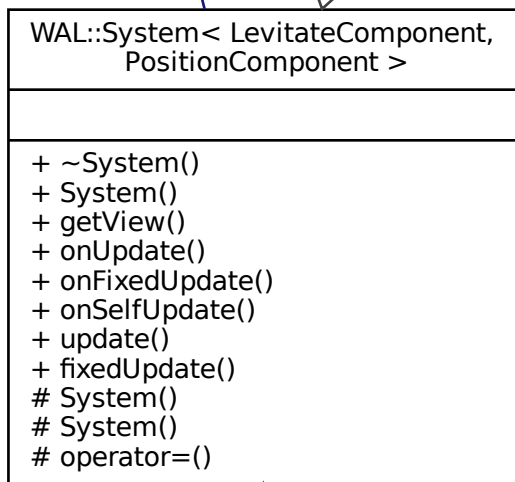 WAL::System< LevitateComponent,
PositionComponent >
+ ~System()
+ System()
+ getView()
+ onUpdate()
+ onFixedUpdate()
+ onSelfUpdate()
+ update()
+ fixedUpdate()
# System()
# System()
# operator=()